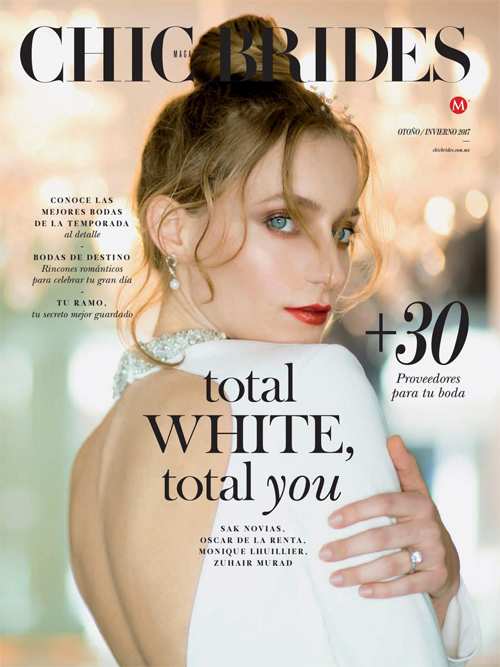 CHIC BRIDES
MAGA
M
OTOÑO / INVIERNO 2017
chicbrides.com.mx
CONOCE LAS
MEJORES BODAS
DE LA TEMPORADA
al detalle
-
BODAS DE DESTINO
Rincones románticos
para celebrar tu gran día
-
TU RAMO,
tu secreto mejor guardado
+30
Proveedores
para tu boda
total
WHITE,
total you
SAK NOVIAS,
OSCAR DE LA RENTA,
MONIQUE LHUILLIER,
ZUHAIR MURAD